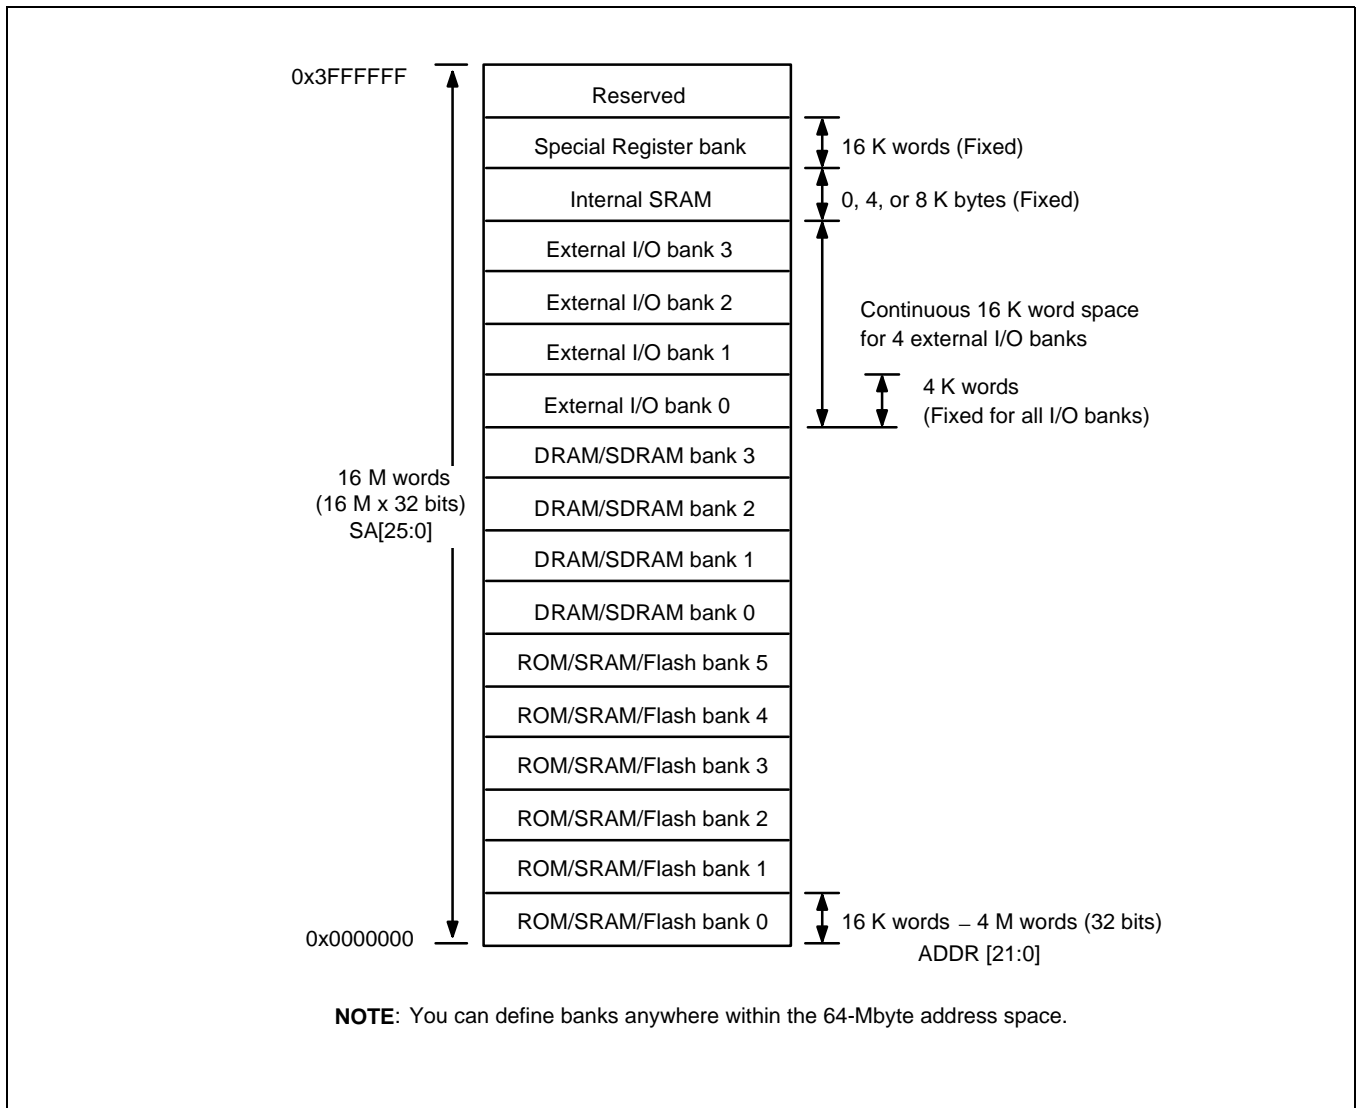 0x3FFFFFF
Reserved
Special Register bank
16 K words (Fixed)
Internal SRAM
0, 4, or 8 K bytes (Fixed)
External I/O bank 3
External I/O bank 2
Continuous 16 K word space
for 4 external I/O banks
External I/O bank 1
4 K words
(Fixed for all I/O banks)
External I/O bank 0
DRAM/SDRAM bank 3
16 M words
(16 M x 32 bits)
SA[25:0]
DRAM/SDRAM bank 2
DRAM/SDRAM bank 1
DRAM/SDRAM bank 0
ROM/SRAM/Flash bank 5
ROM/SRAM/Flash bank 4
ROM/SRAM/Flash bank 3
ROM/SRAM/Flash bank 2
ROM/SRAM/Flash bank 1
ROM/SRAM/Flash bank 0
16 K words – 4 M words (32 bits)
ADDR [21:0]
0x0000000
NOTE: You can define banks anywhere within the 64-Mbyte address space.